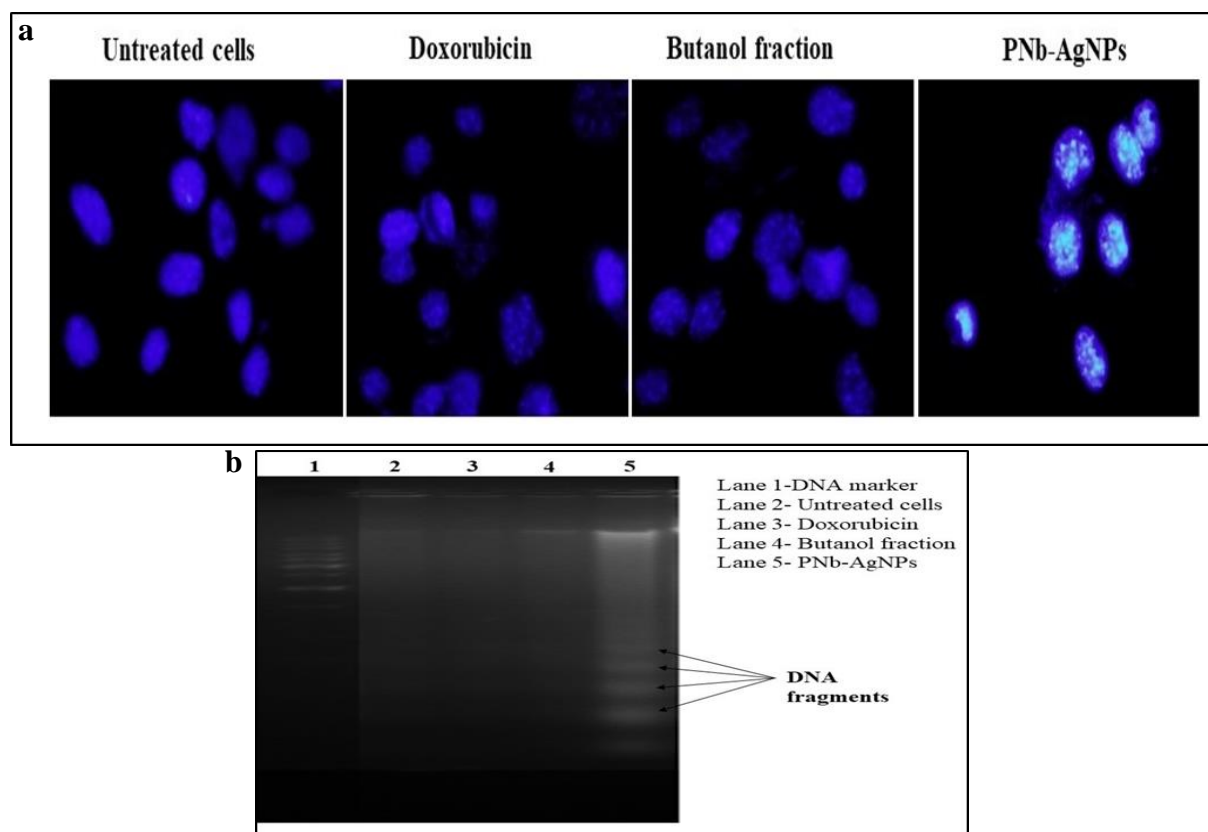 a
Untreated cells Doxorubicin Butanol fraction PNb-AgNPs
b
1 2 3 4 5
Lane 1-DNA marker
Lane 2- Untreated cells
Lane 3- Doxorubicin
Lane 4- Butanol fraction
Lane 5- PNb-AgNPs
DNA
fragments